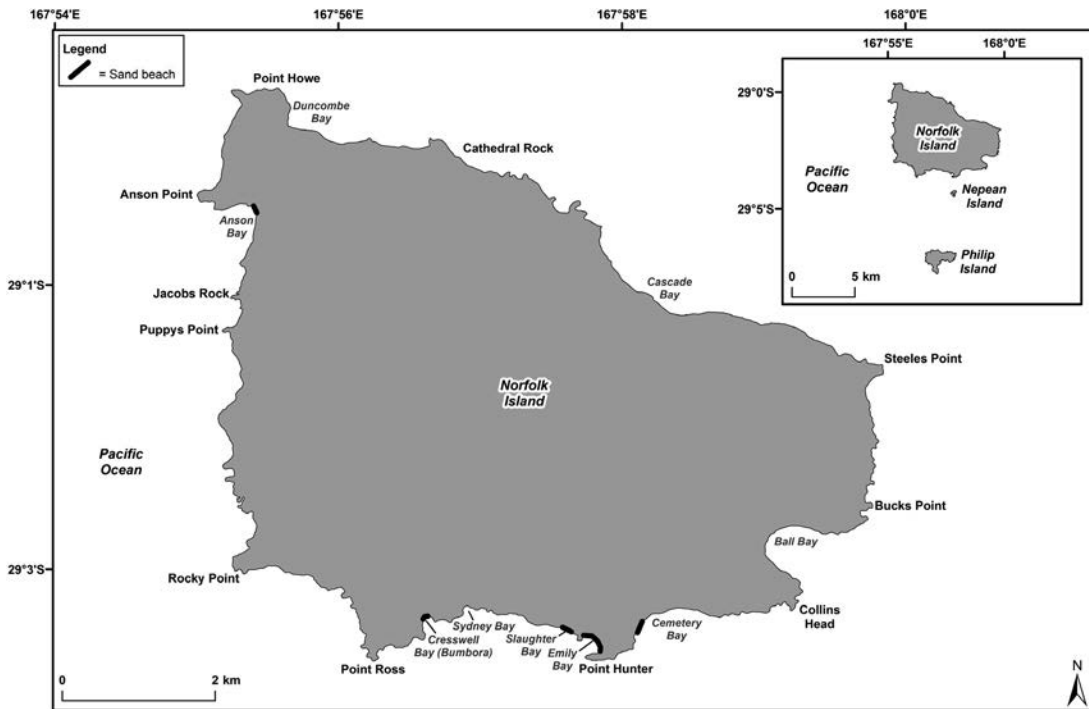 167°54'E
167°56'E
167°58'E
168°0'E
167°55'E
168°0'E
Legend
= Sand beach
Point Howe
Duncombe
Bay
Cathedral Rock
29°0'S
Norfolk
Island
Pacific
Ocean
Nepean
Island
29°5'S
Philip
Island
0
5 km
Anson Point
Anson
Bay
29°1'S
Jacobs Rock
Cascade
Bay
Puppys Point
Steeles Point
Norfolk
Island
Pacific
Ocean
Bucks Point
Ball Bay
29°3'S
Rocky Point
Collins
Head
Sydney Bay
Cresswell
Bay (Bumbora)
Slaughter
Bay
Emily
Bay
Cemetery
Bay
Point Ross
Point Hunter
0
2 km
N